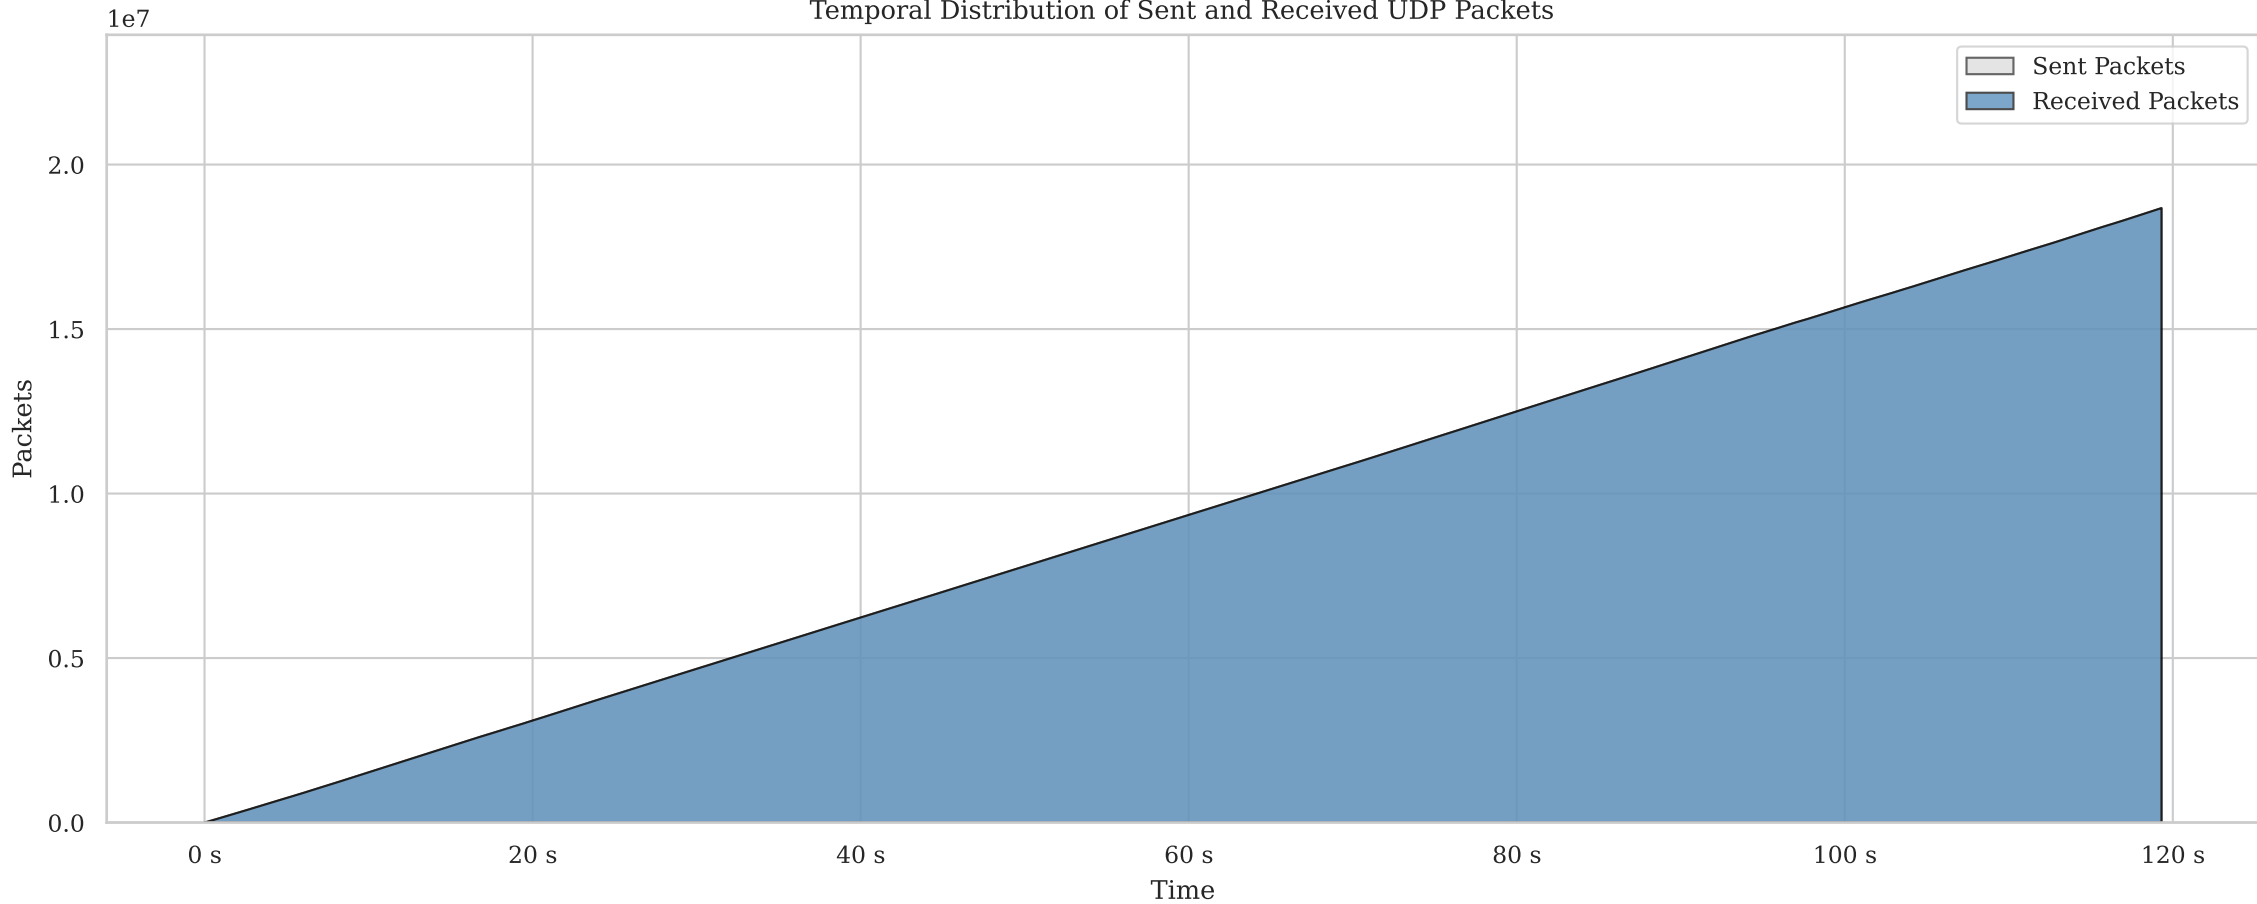 Temporal Distribution of Sent and Received UDP Packets
1e7
Sent Packets
Received Packets
2.0
1.5
1.0
0.5
0.0
Packets
0 s 20 s 40 s 60 s 80 s 100 s 120 s
Time